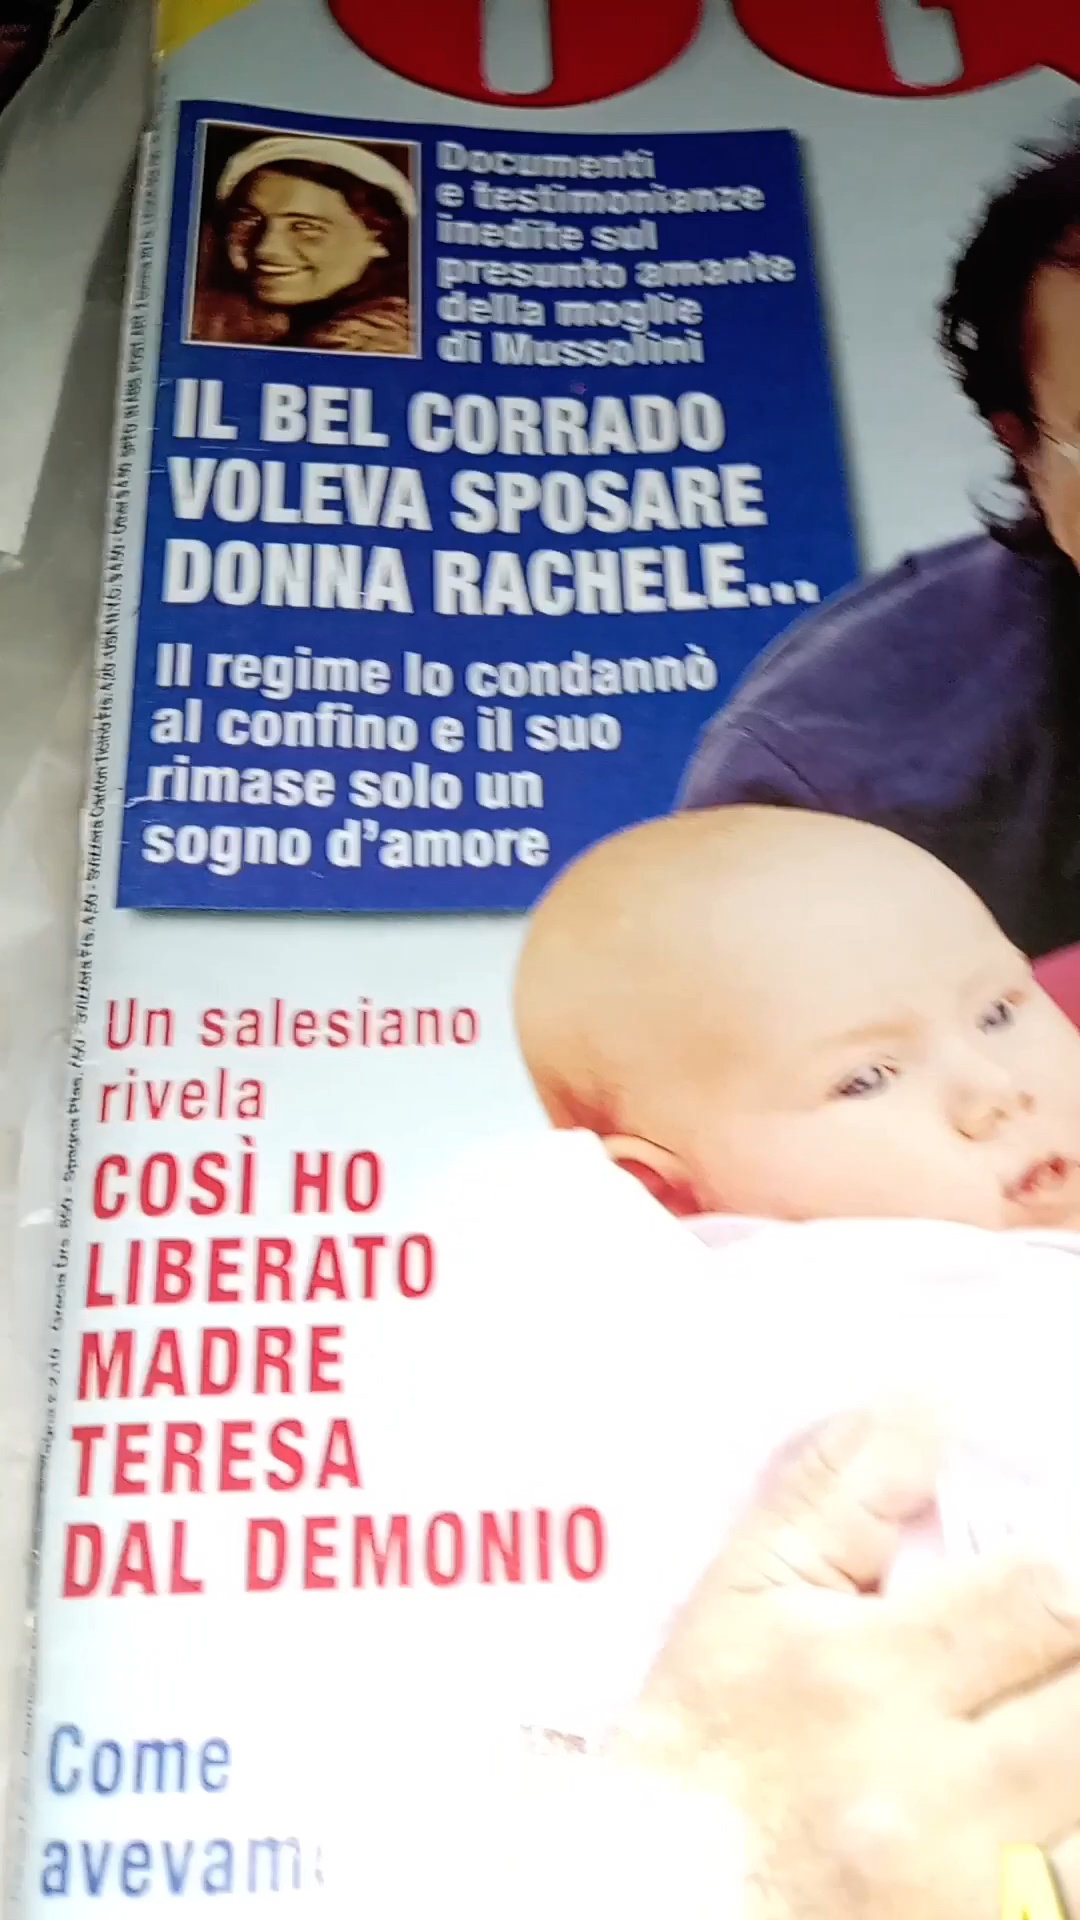 Documenti
e testimonianze
inedite sul
presunto amante
della moglie
di Mussolini
IL BEL CORRADO
VOLEVA SPOSARE
DONNA RACHELE...
Il regime lo condannò
al confino e il suo
rimase solo un
sogno d'amore
Un salesiano
rivela
COSÌ HO
LIBERATO
MADRE
TERESA
DAL DEMONIO
Come